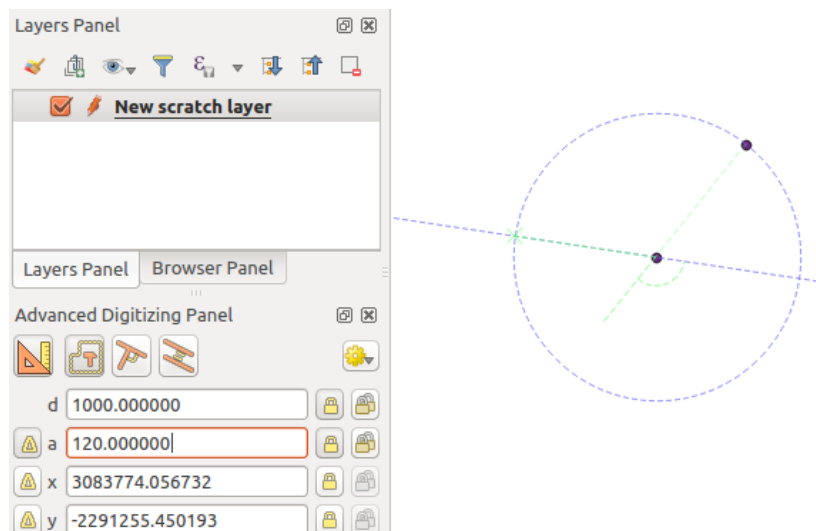 Layers Panel
New scratch layer
Layers Panel Browser Panel
Advanced Digitizing Panel
d 1000.000000
a 120.000000
x 3083774.056732
y -2291255.450193